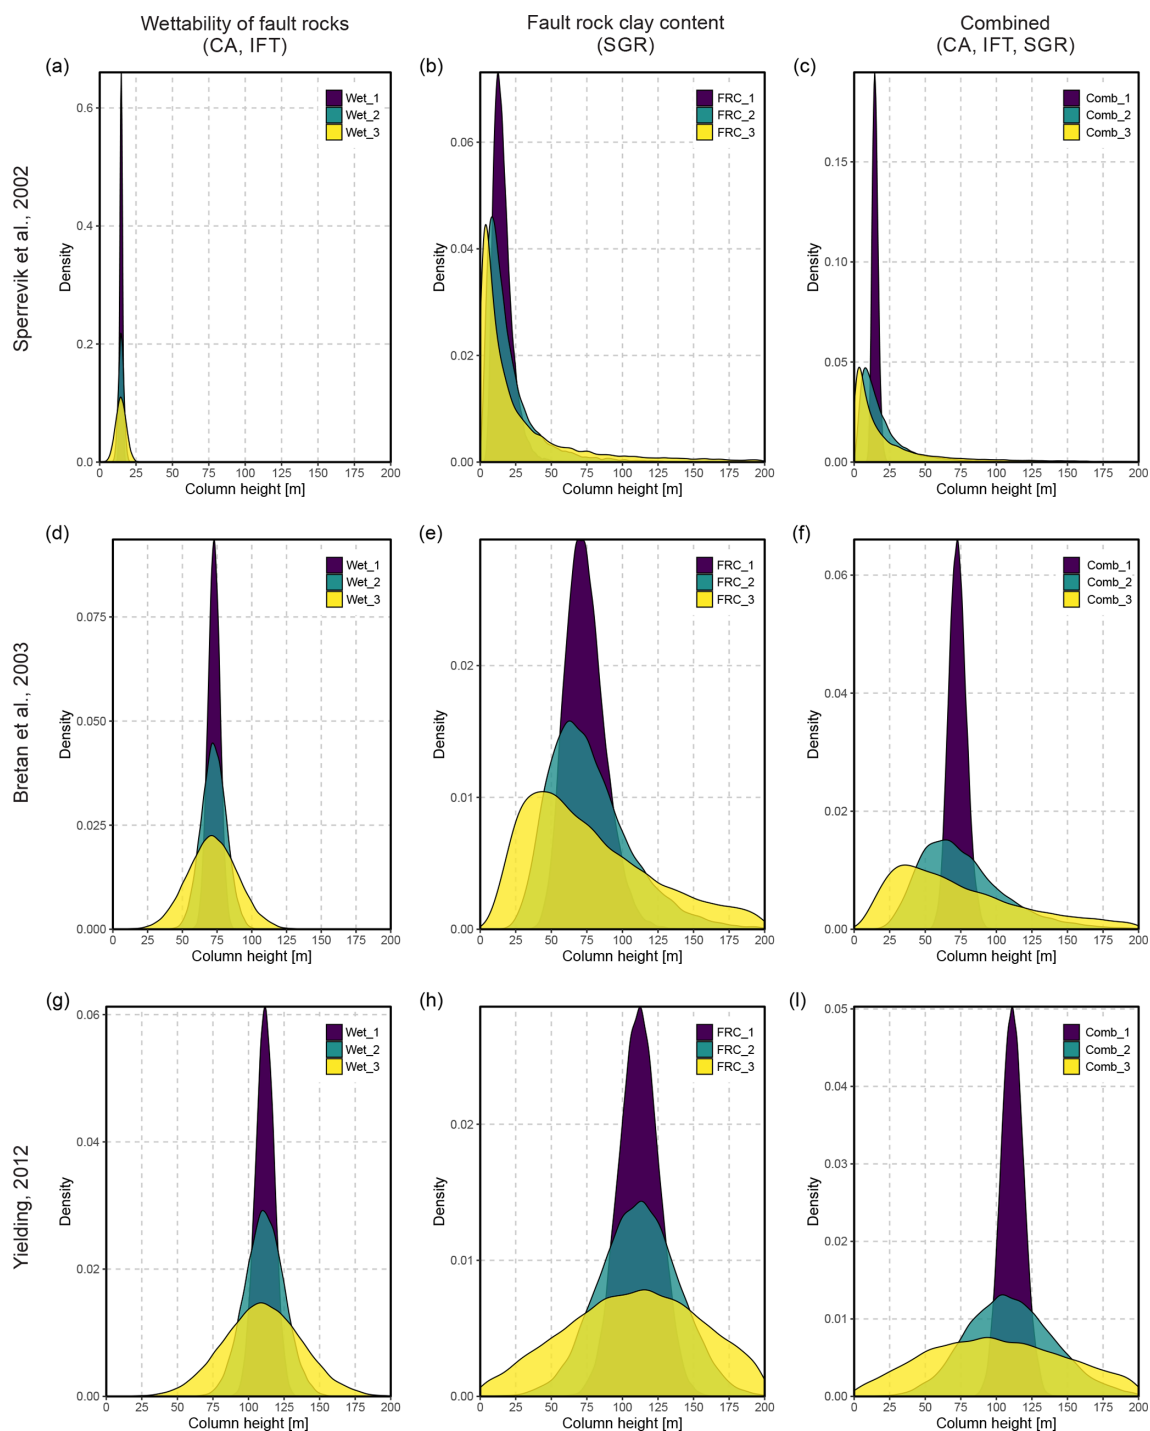 Wettability of fault rocks
(CA, IFT)
Fault rock clay content
(SGR)
Combined
(CA, IFT, SGR)
Sperrevik et al., 2002
(a)
Wet_1
Wet_2
Wet_3
Density
0.6
0.4
0.2
0.0
0 25 50 75 100 125 150 175 200
Column height [m]
(b)
FRC_1
FRC_2
FRC_3
Density
0.06
0.04
0.02
0.00
0 25 50 75 100 125 150 175 200
Column height [m]
(c)
Comb_1
Comb_2
Comb_3
Density
0.15
0.10
0.05
0.00
0 25 50 75 100 125 150 175 200
Column height [m]
Bretan et al., 2003
(d)
Wet_1
Wet_2
Wet_3
Density
0.075
0.050
0.025
0.000
0 25 50 75 100 125 150 175 200
Column height [m]
(e)
FRC_1
FRC_2
FRC_3
Density
0.02
0.01
0.00
0 25 50 75 100 125 150 175 200
Column height [m]
(f)
Comb_1
Comb_2
Comb_3
Density
0.06
0.04
0.02
0.00
0 25 50 75 100 125 150 175 200
Column height [m]
Yielding, 2012
(g)
Wet_1
Wet_2
Wet_3
Density
0.06
0.04
0.02
0.00
0 25 50 75 100 125 150 175 200
Column height [m]
(h)
FRC_1
FRC_2
FRC_3
Density
0.02
0.01
0.00
0 25 50 75 100 125 150 175 200
Column height [m]
(I)
Comb_1
Comb_2
Comb_3
Density
0.05
0.04
0.03
0.02
0.01
0.00
0 25 50 75 100 125 150 175 200
Column height [m]